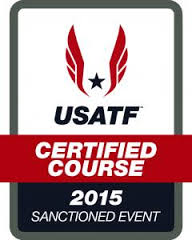 USATF
CERTIFIED
COURSE
2015
SANCTIONED EVENT